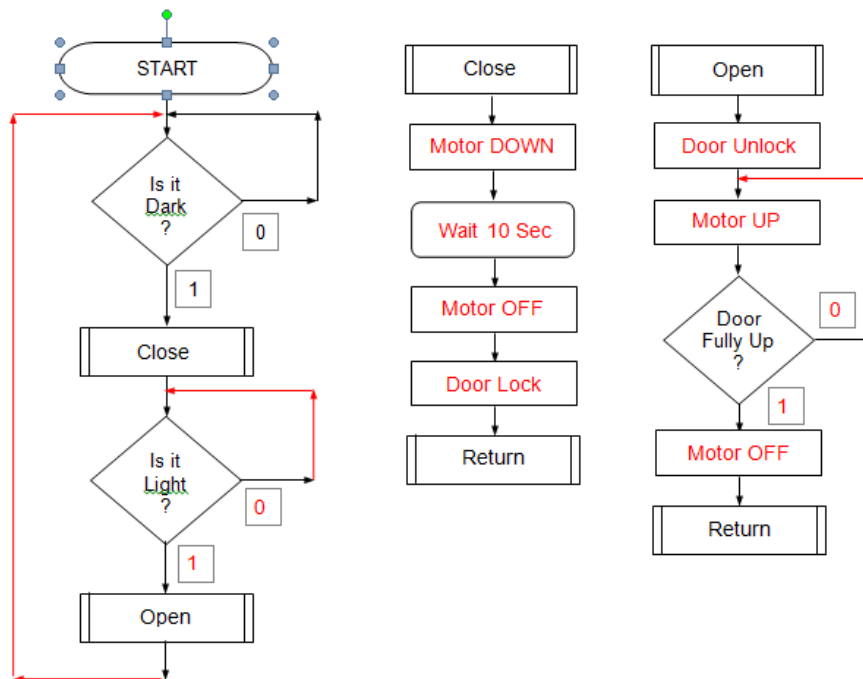 START
Is it
Dark
?
0
1
Close
Is it
Light
?
0
1
Open
Close
Motor DOWN
Wait 10 Sec
Motor OFF
Door Lock
Return
Open
Door Unlock
Motor UP
Door
Fully Up
?
0
1
Motor OFF
Return